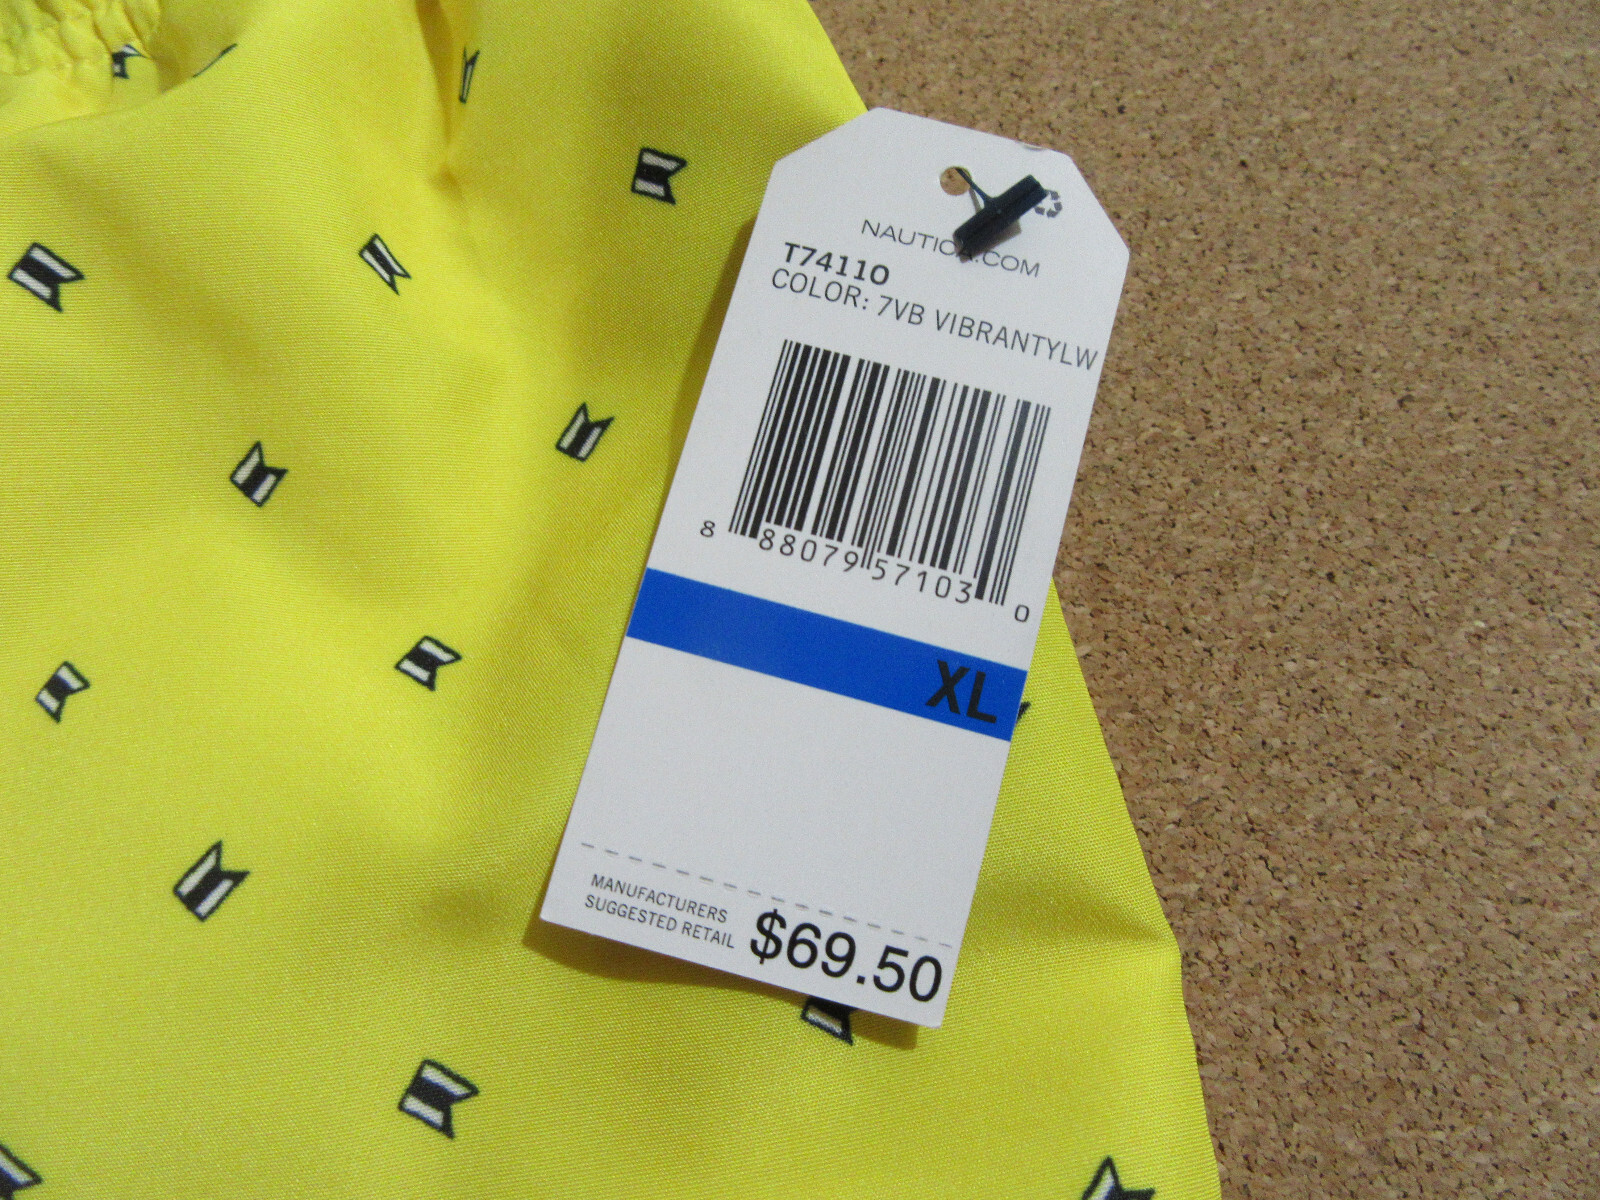 NAUTICA.COM
T74110
COLOR: 7VB VIBRANTYLW
8 88079 57103 0
XL
MANUFACTURERS
SUGGESTED RETAIL $69.50